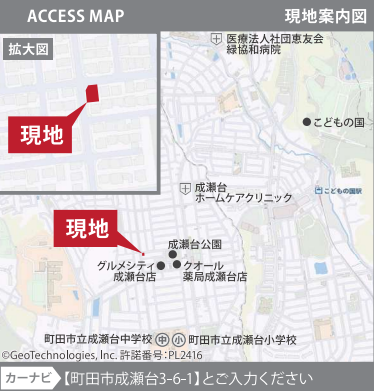 ACCESS MAP
現地案内図
拡大図
現地
医療法人社団恵友会
緑協和病院
こどもの国
こどもの国駅
成瀬台
ホームケアクリニック
現地
成瀬台公園
グルメシティ
成瀬台店
クオール
薬局成瀬台店
町田市立成瀬台中学校 中 小 町田市立成瀬台小学校
©GeoTechnologies, Inc. 許諾番号:PL2416
カーナビ 【町田市成瀬台3-6-1】とご入力ください